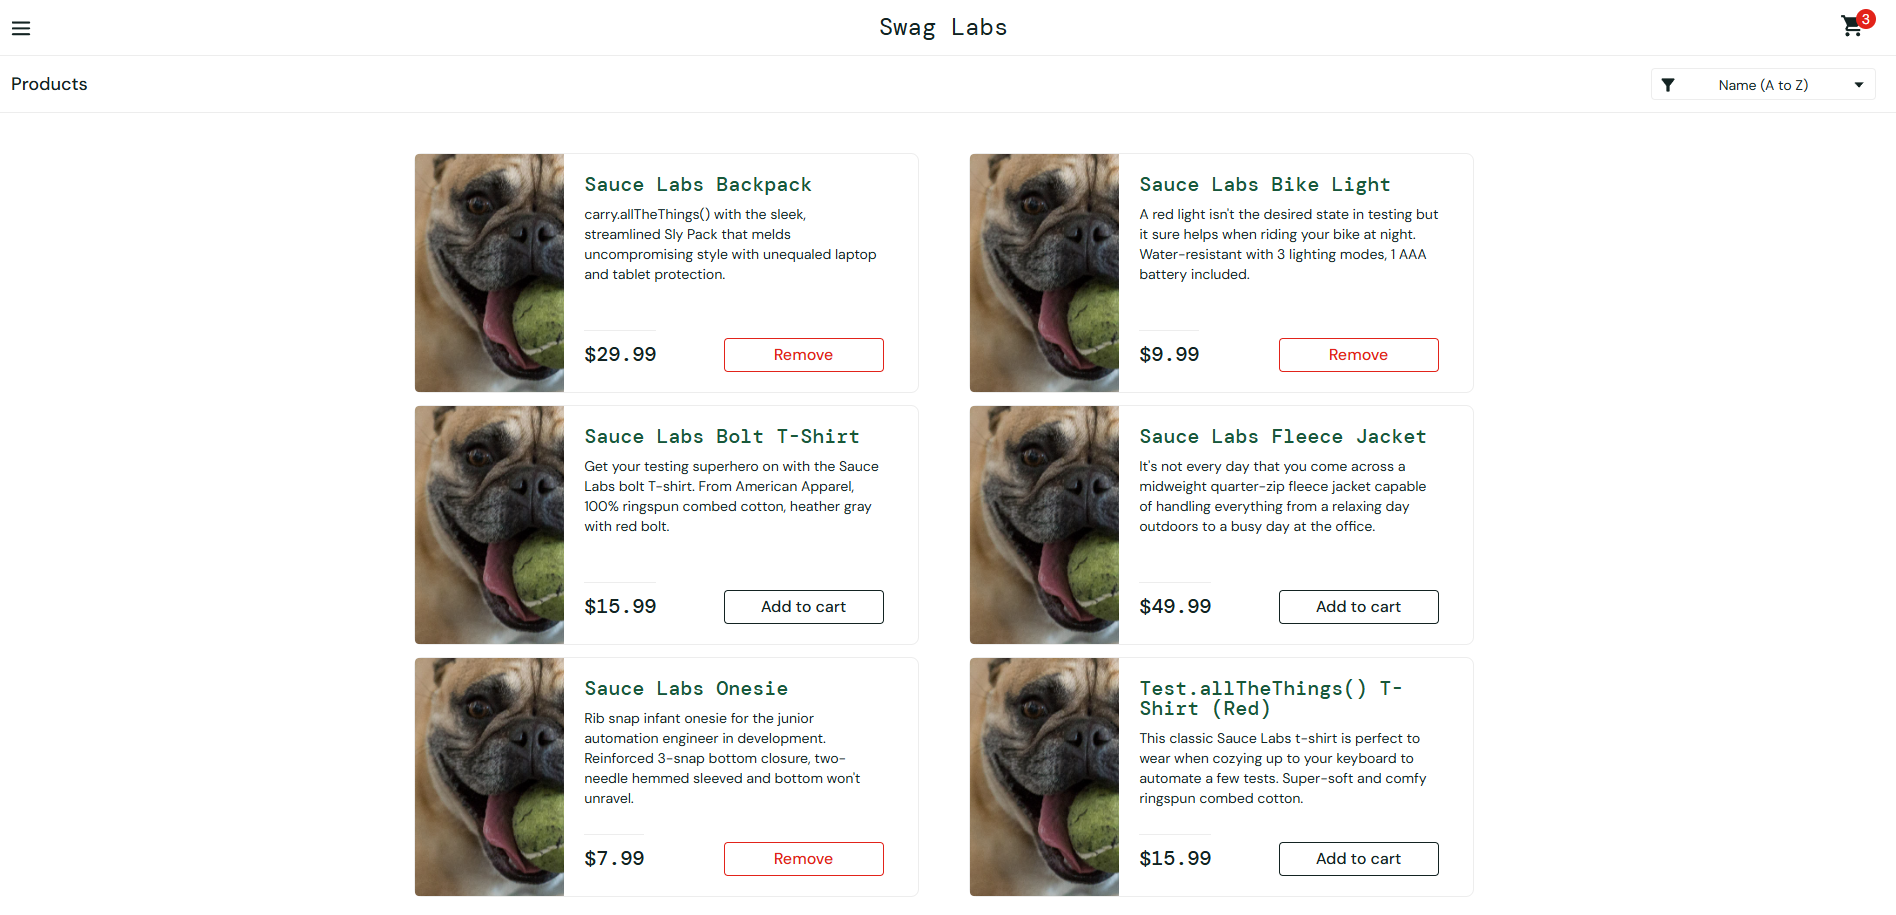 Swag Labs
3
Products
Name (A to Z)
Sauce Labs Backpack
carry.allTheThings() with the sleek,
streamlined Sly Pack that melds
uncompromising style with unequaled laptop
and tablet protection.
$29.99
Remove
Sauce Labs Bike Light
A red light isn't the desired state in testing but
it sure helps when riding your bike at night.
Water-resistant with 3 lighting modes, 1 AAA
battery included.
$9.99
Remove
Sauce Labs Bolt T-Shirt
Get your testing superhero on with the Sauce
Labs bolt T-shirt. From American Apparel,
100% ringspun combed cotton, heather gray
with red bolt.
$15.99
Add to cart
Sauce Labs Fleece Jacket
It's not every day that you come across a
midweight quarter-zip fleece jacket capable
of handling everything from a relaxing day
outdoors to a busy day at the office.
$49.99
Add to cart
Sauce Labs Onesie
Rib snap infant onesie for the junior
automation engineer in development.
Reinforced 3-snap bottom closure, two-
needle hemmed sleeved and bottom won't
unravel.
$7.99
Remove
Test.allTheThings() T-
Shirt (Red)
This classic Sauce Labs t-shirt is perfect to
wear when cozying up to your keyboard to
automate a few tests. Super-soft and comfy
ringspun combed cotton.
$15.99
Add to cart